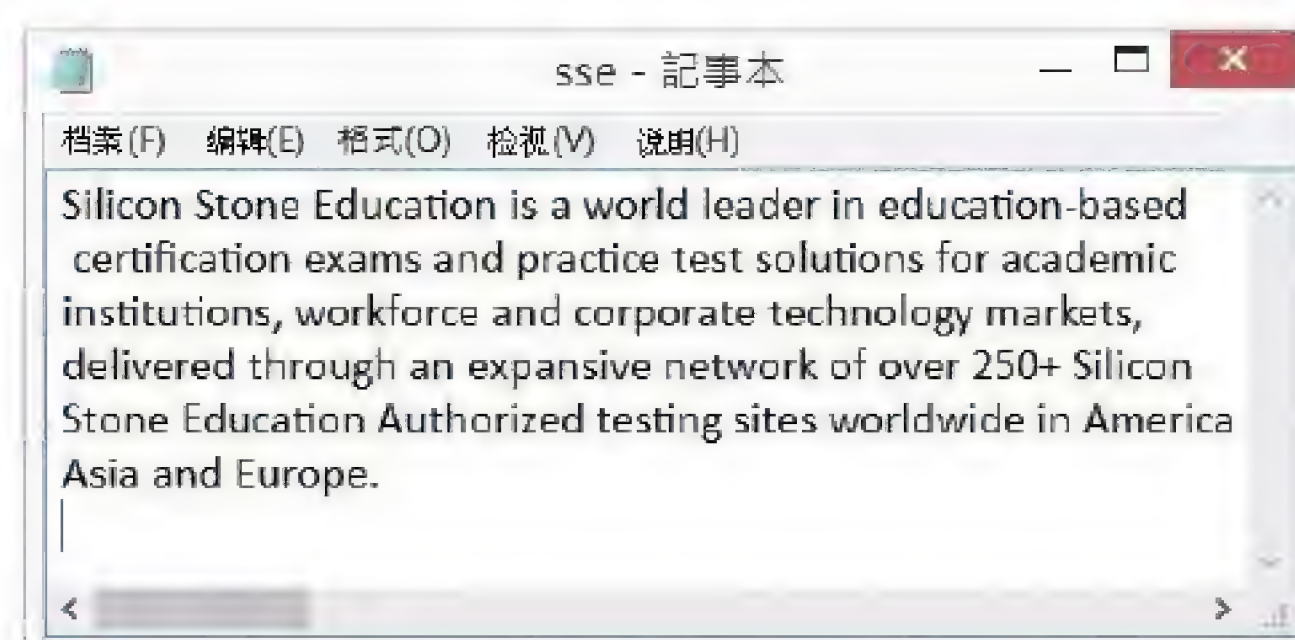 sse - 記事本
档案(F) 编辑(E) 格式(O) 检视(V) 说明(H)
Silicon Stone Education is a world leader in education-based
certification exams and practice test solutions for academic
institutions, workforce and corporate technology markets,
delivered through an expansive network of over 250+ Silicon
Stone Education Authorized testing sites worldwide in America
Asia and Europe.